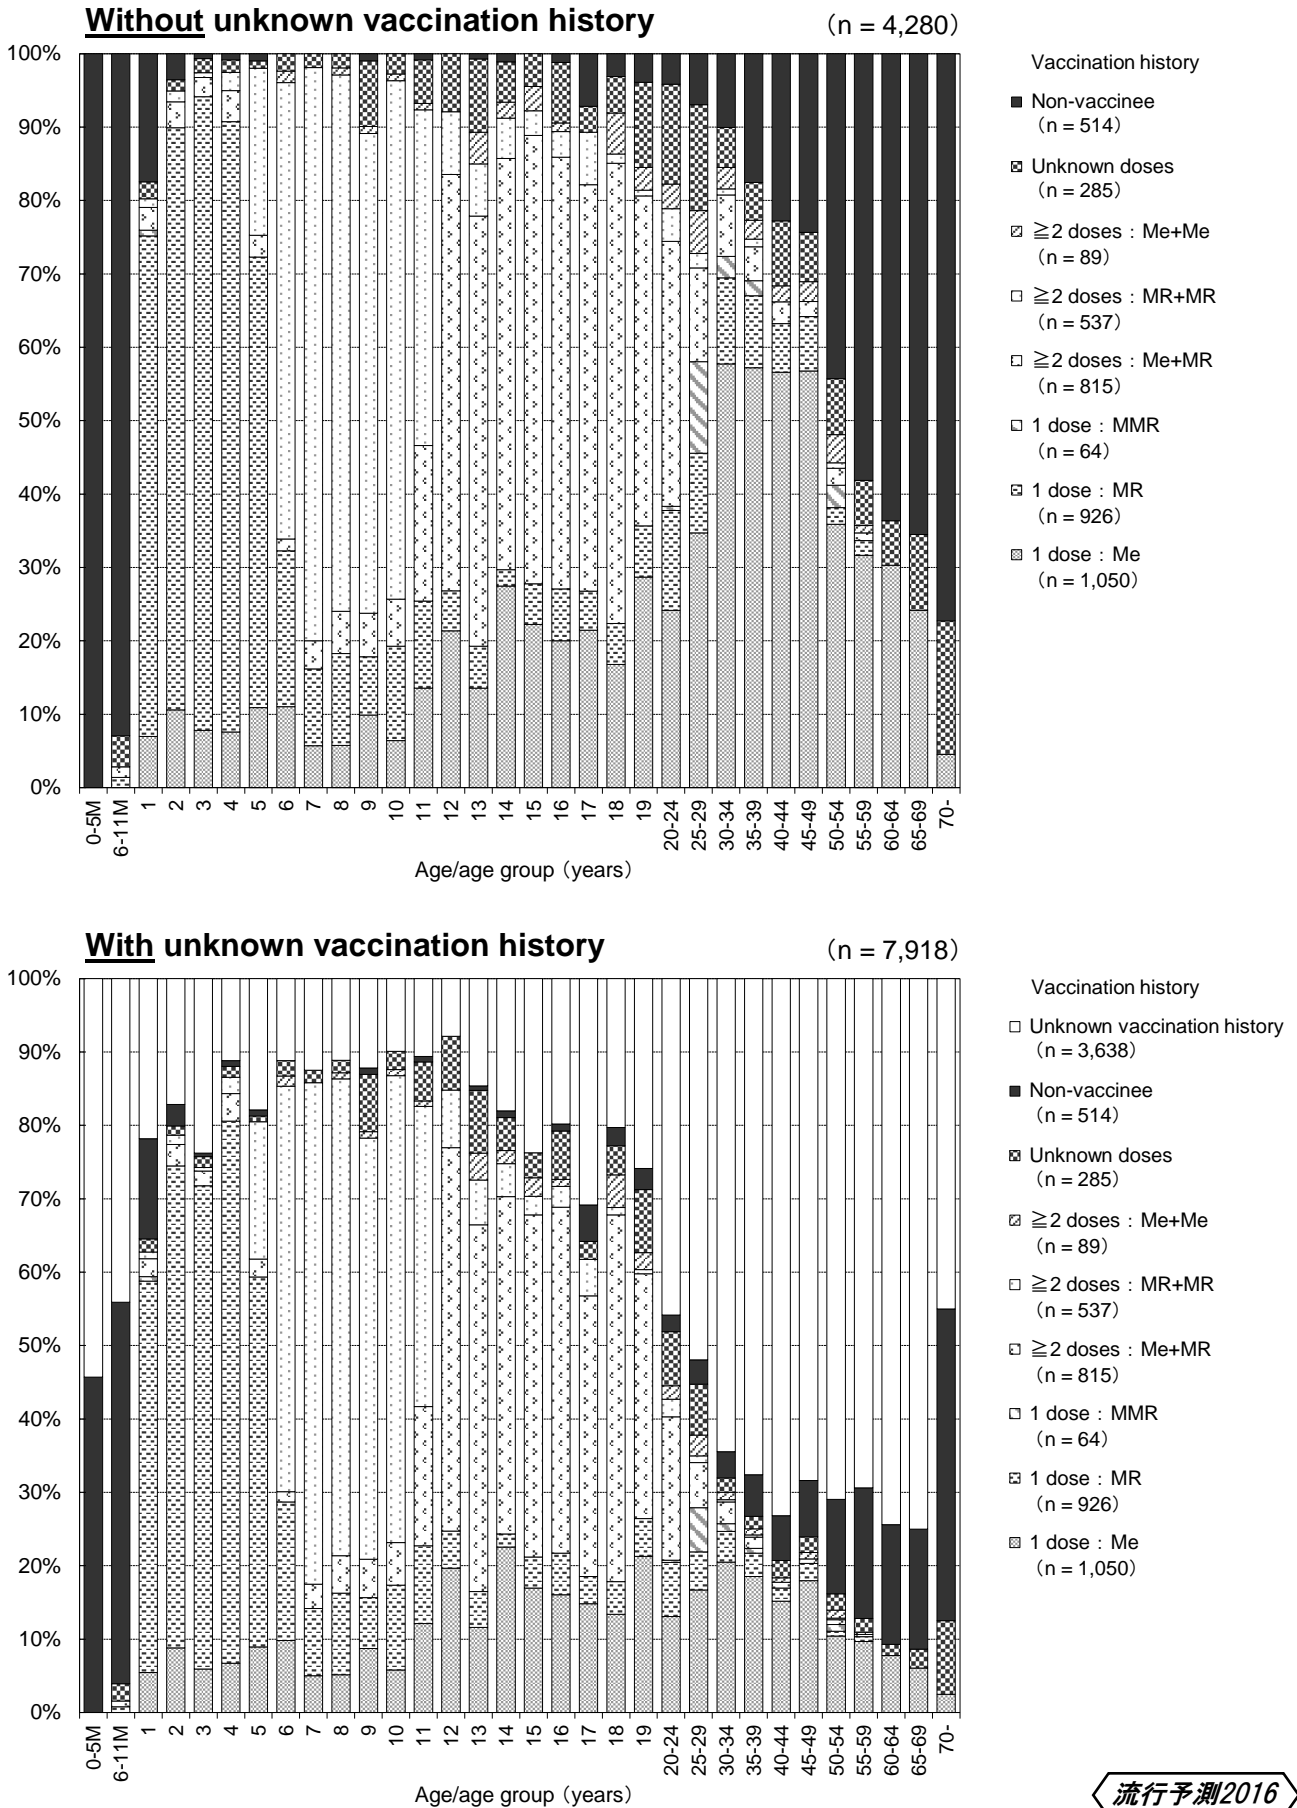 Without unknown vaccination history
（n = 4,280）
100%
90%
80%
70%
60%
50%
40%
30%
20%
10%
0%
0-5M
6-11M
1
2
3
4
5
6
7
8
9
10
11
12
13
14
15
16
17
18
19
20-24
25-29
30-34
35-39
40-44
45-49
50-54
55-59
60-64
65-69
70-
Age/age group（years）
Vaccination history
Non-vaccinee
（n = 514）
Unknown doses
（n = 285）
≧2 doses：Me+Me
（n = 89）
≧2 doses：MR+MR
（n = 537）
≧2 doses：Me+MR
（n = 815）
1 dose：MMR
（n = 64）
1 dose：MR
（n = 926）
1 dose：Me
（n = 1,050）
With unknown vaccination history
（n = 7,918）
100%
90%
80%
70%
60%
50%
40%
30%
20%
10%
0%
0-5M
6-11M
1
2
3
4
5
6
7
8
9
10
11
12
13
14
15
16
17
18
19
20-24
25-29
30-34
35-39
40-44
45-49
50-54
55-59
60-64
65-69
70-
Age/age group（years）
Vaccination history
Unknown vaccination history
（n = 3,638）
Non-vaccinee
（n = 514）
Unknown doses
（n = 285）
≧2 doses：Me+Me
（n = 89）
≧2 doses：MR+MR
（n = 537）
≧2 doses：Me+MR
（n = 815）
1 dose：MMR
（n = 64）
1 dose：MR
（n = 926）
1 dose：Me
（n = 1,050）
流行予測2016